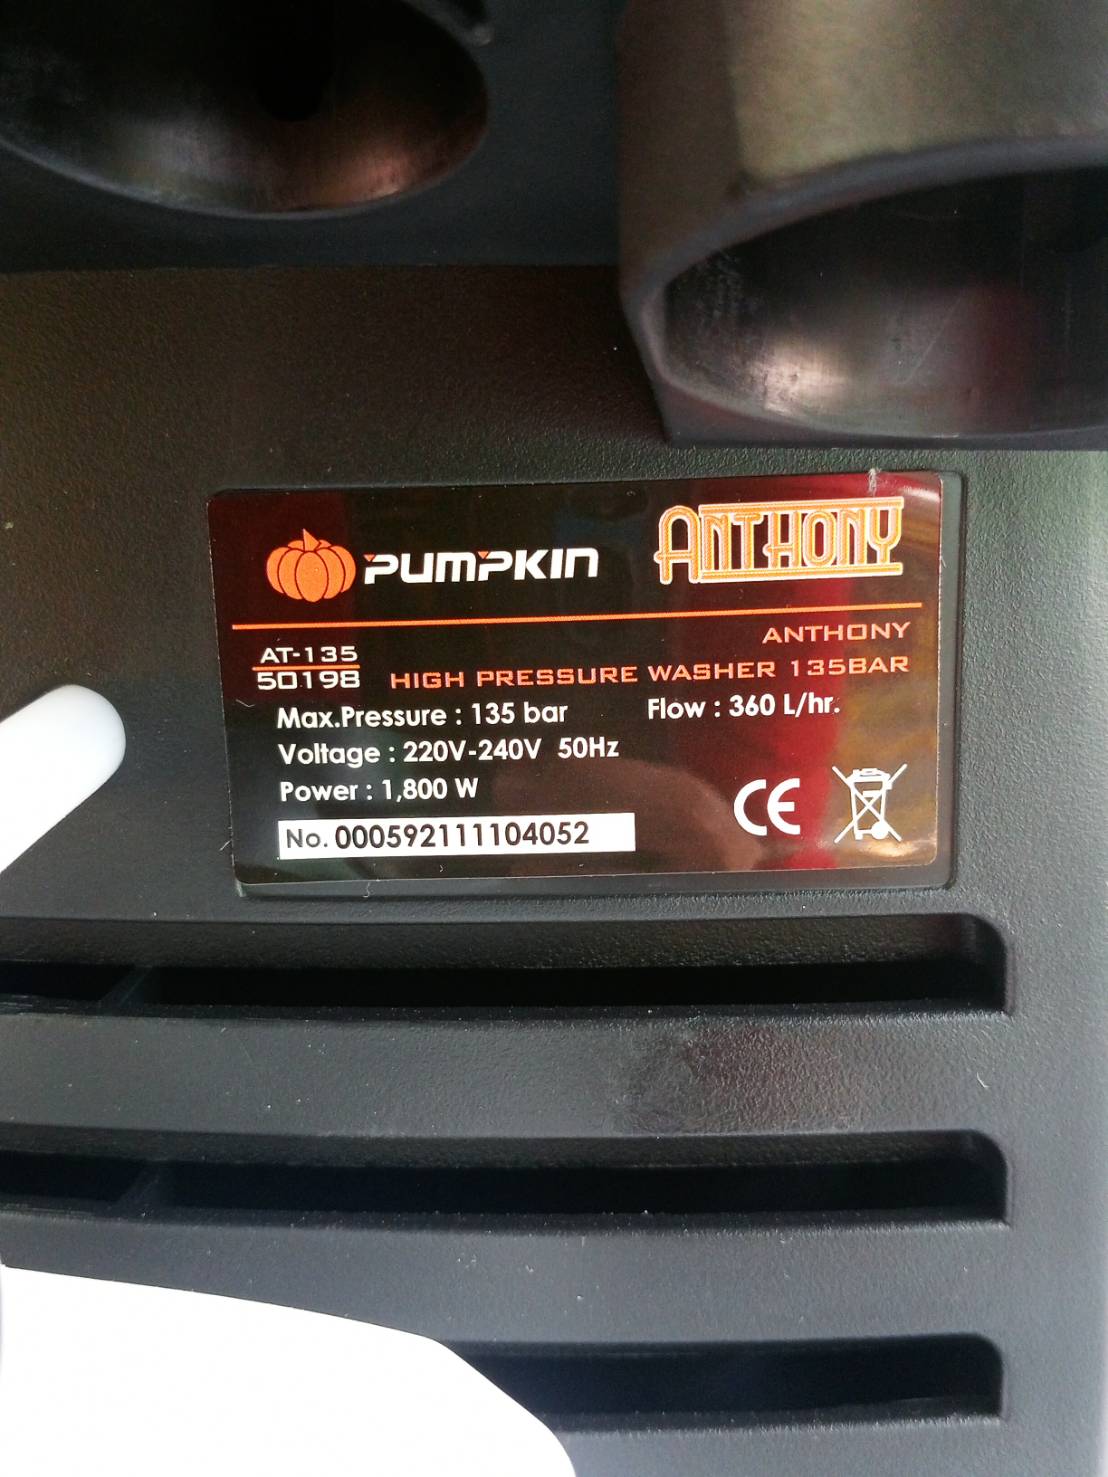 PUMPKIN ANTHONY
ANTHONY
AT-135
50198 HIGH PRESSURE WASHER 135BAR
Max.Pressure : 135 bar Flow : 360 L/hr.
Voltage : 220V-240V 50Hz
Power : 1,800 W
CE
No. 000592111104052